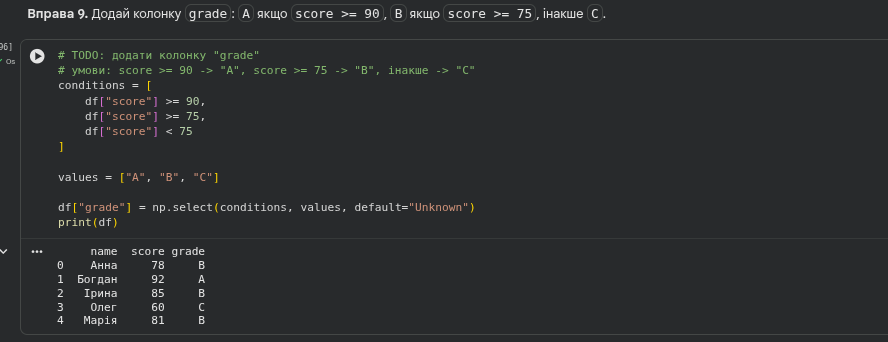 Вправа 9. Додай колонку grade: A якщо score >= 90, B якщо score >= 75, інакше C.
96]
0s
# TODO: додати колонку "grade"
# умови: score >= 90 -> "A", score >= 75 -> "B", інакше -> "C"
conditions = [
    df["score"] >= 90,
    df["score"] >= 75,
    df["score"] < 75
]
values = ["A", "B", "C"]
df["grade"] = np.select(conditions, values, default="Unknown")
print(df)
name score grade
0 Анна 78 B
1 Богдан 92 A
2 Ірина 85 B
3 Олег 60 C
4 Марія 81 B